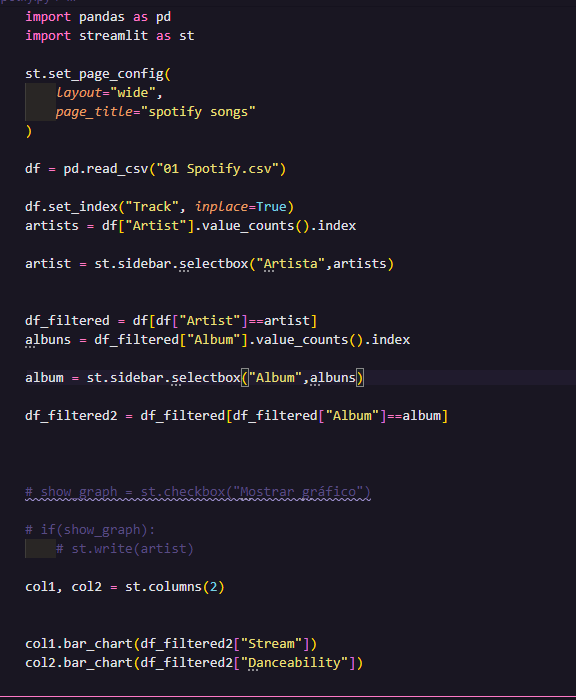 import pandas as pd
import streamlit as st
st.set_page_config(
layout="wide",
page_title="spotify songs"
)
df = pd.read_csv("01 Spotify.csv")
df.set_index("Track", inplace=True)
artists = df["Artist"].value_counts().index
artist = st.sidebar.selectbox("Artista",artists)
df_filtered = df[df["Artist"]==artist]
albuns = df_filtered["Album"].value_counts().index
album = st.sidebar.selectbox("Album",albuns)
df_filtered2 = df_filtered[df_filtered["Album"]==album]
# show_graph = st.checkbox("Mostrar gráfico")
# if(show_graph):
# st.write(artist)
col1, col2 = st.columns(2)
col1.bar_chart(df_filtered2["Stream"])
col2.bar_chart(df_filtered2["Danceability"])